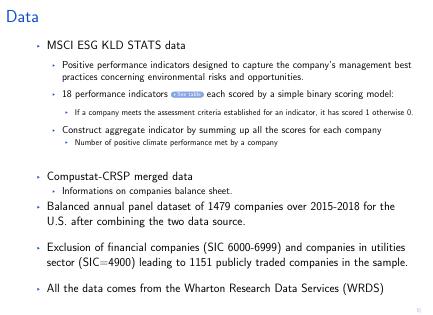 Data
MSCI ESG KLD STATS data
Positive performance indicators designed to capture the company's management best
practices concerning environmental risks and opportunities.
18 performance indicators See table each scored by a simple binary scoring model:
If a company meets the assessment criteria established for an indicator, it has scored 1 otherwise 0.
Construct aggregate indicator by summing up all the scores for each company
Number of positive climate performance met by a company
Compustat-CRSP merged data
Informations on companies balance sheet.
Balanced annual panel dataset of 1479 companies over 2015-2018 for the
U.S. after combining the two data source.
Exclusion of financial companies (SIC 6000-6999) and companies in utilities
sector (SIC=4900) leading to 1151 publicly traded companies in the sample.
All the data comes from the Wharton Research Data Services (WRDS)